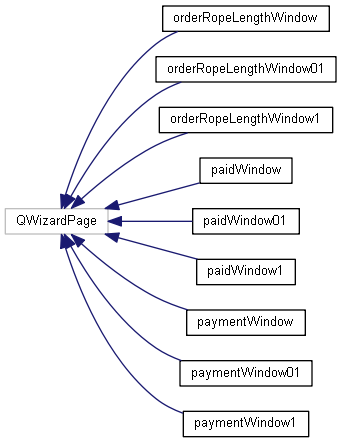 orderRopeLengthWindow
orderRopeLengthWindow01
orderRopeLengthWindow1
paidWindow
QWizardPage
paidWindow01
paidWindow1
paymentWindow
paymentWindow01
paymentWindow1